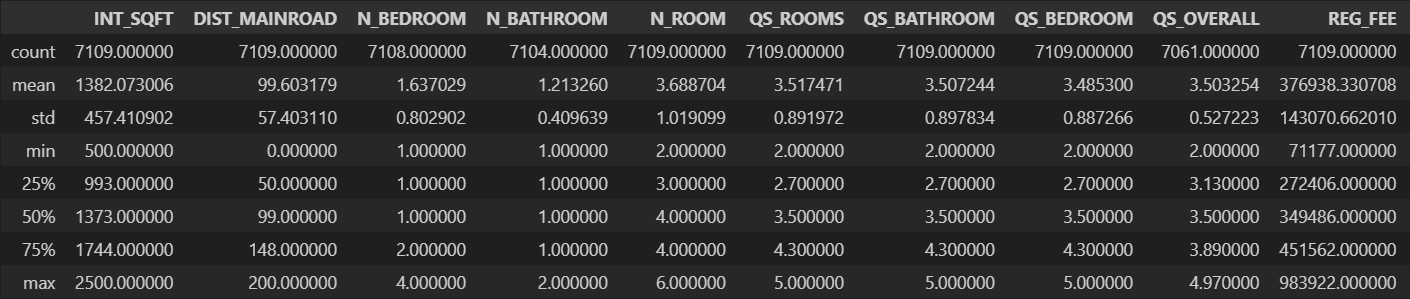 INT_SQFT DIST_MAINROAD N_BEDROOM N_BATHROOM N_ROOM QS_ROOMS QS_BATHROOM QS_BEDROOM QS_OVERALL REG_FEE
count 7109.000000 7109.000000 7108.000000 7104.000000 7109.000000 7109.000000 7109.000000 7109.000000 7061.000000 7109.000000
mean 1382.073006 99.603179 1.637029 1.213260 3.688704 3.517471 3.507244 3.485300 3.503254 376938.330708
std 457.410902 57.403110 0.802902 0.409639 1.019099 0.891972 0.897834 0.887266 0.527223 143070.662010
min 500.000000 0.000000 1.000000 1.000000 2.000000 2.000000 2.000000 2.000000 2.000000 71177.000000
25% 993.000000 50.000000 1.000000 1.000000 3.000000 2.700000 2.700000 2.700000 3.130000 272406.000000
50% 1373.000000 99.000000 1.000000 1.000000 4.000000 3.500000 3.500000 3.500000 3.500000 349486.000000
75% 1744.000000 148.000000 2.000000 1.000000 4.000000 4.300000 4.300000 4.300000 3.890000 451562.000000
max 2500.000000 200.000000 4.000000 2.000000 6.000000 5.000000 5.000000 5.000000 4.970000 983922.000000